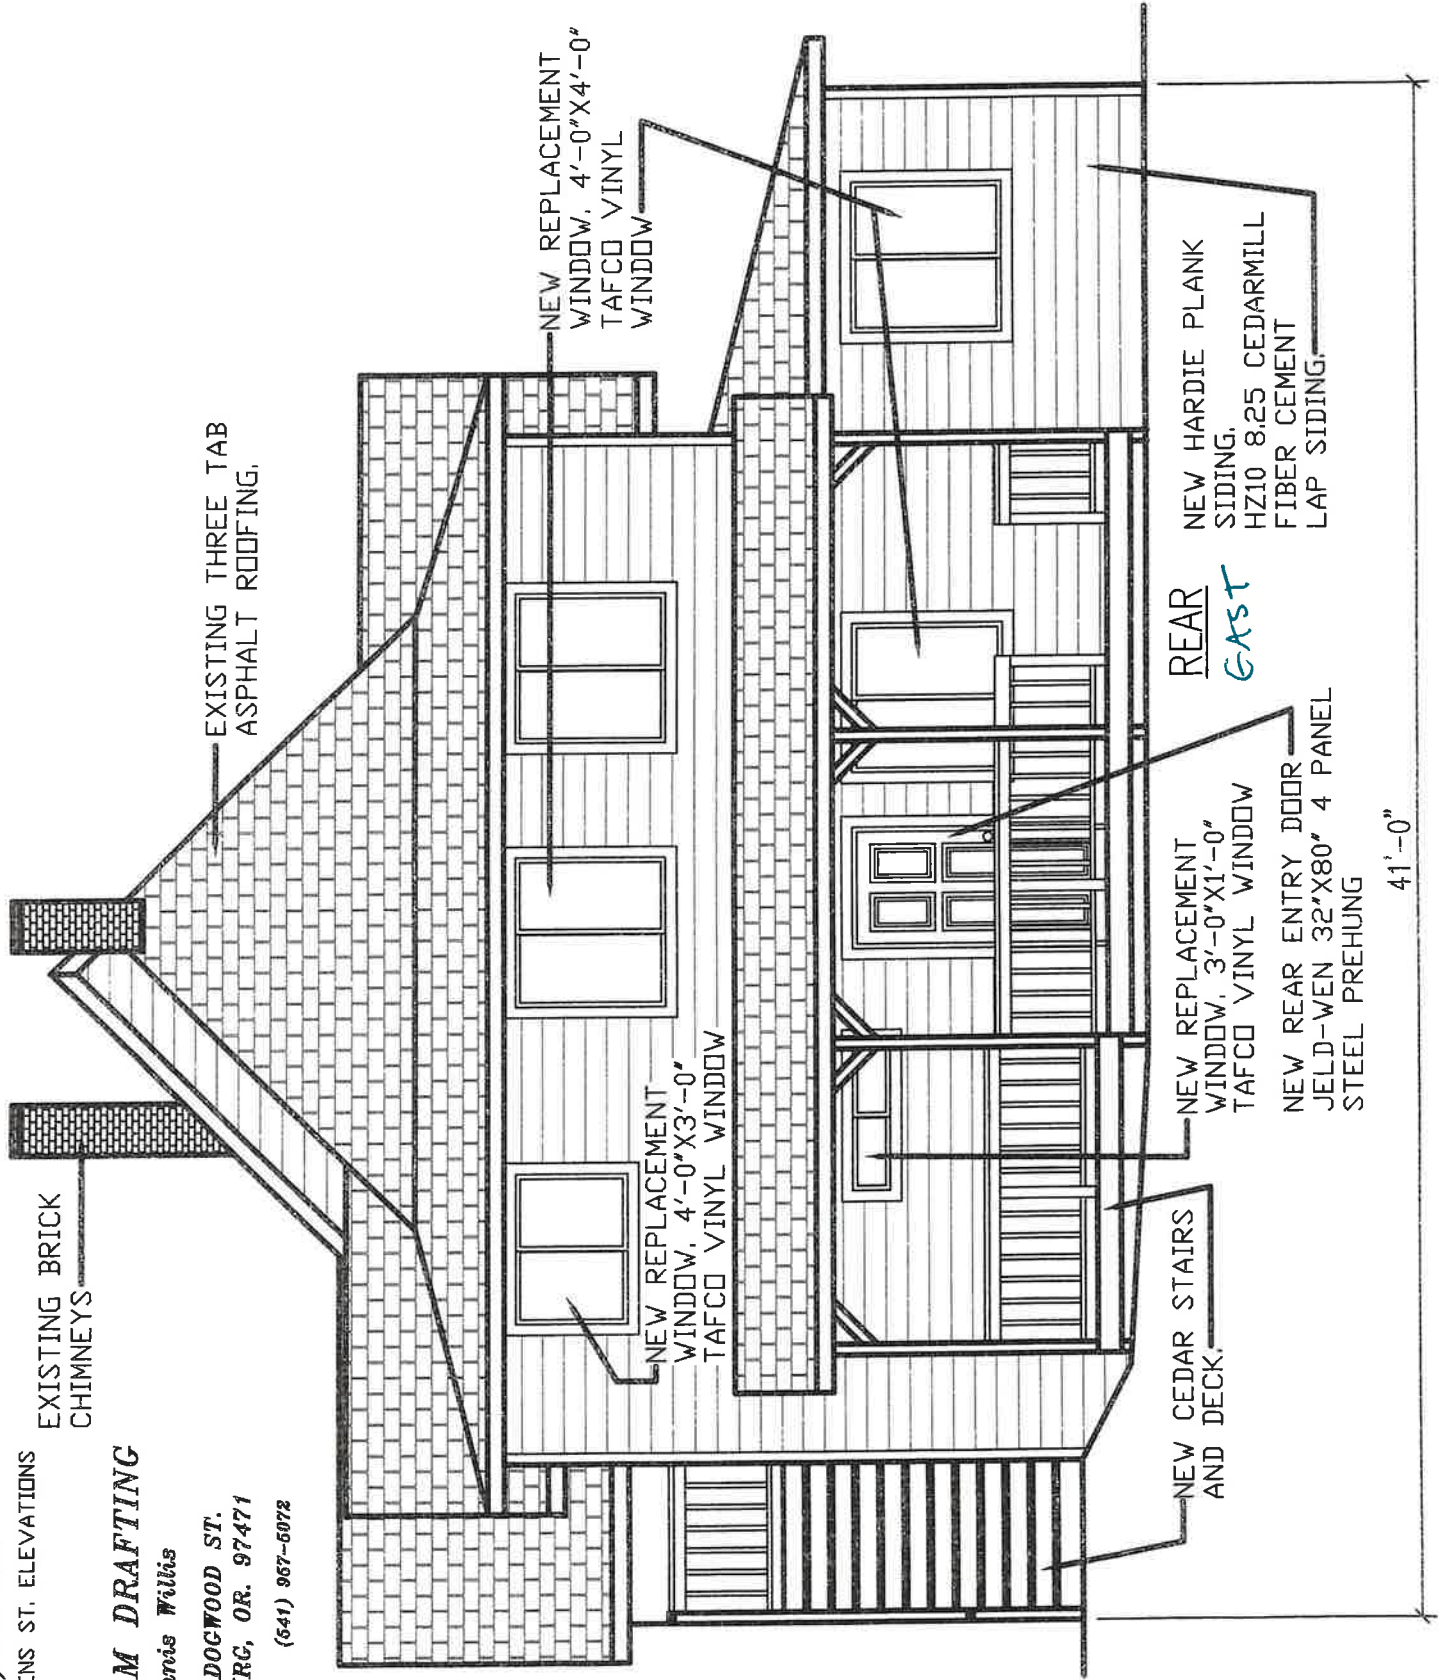 ST. ELEVATIONS
DRAFTING
Willis
DOGWOOD ST.
OR. 97471
(541) 957-5072
EXISTING BRICK
CHIMNEYS
EXISTING THREE TAB
ASPHALT ROOFING.
NEW REPLACEMENT
WINDOW. 4'-0"X4'-0"
TAFCO VINYL
WINDOW
NEW REPLACEMENT
WINDOW. 4'-0"X3'-0"
TAFCO VINYL WINDOW
NEW CEDAR STAIRS
AND DECK.
NEW REPLACEMENT
WINDOW. 3'-0"X1'-0"
TAFCO VINYL WINDOW
NEW REAR ENTRY DOOR
JELD-WEN 32"X80" 4 PANEL
STEEL PREHUNG
REAR
EAST
NEW HARDIE PLANK
SIDING.
HZ10 8.25 CEDARMILL
FIBER CEMENT
LAP SIDING.
41'-0"